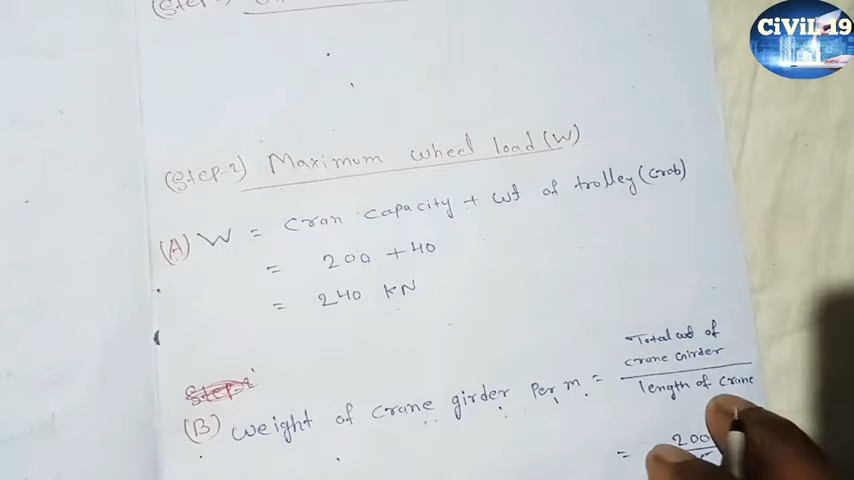 CiViL 19
(Step-2) Maximum wheel load (W)
(A) W = Cran capacity + wt of trolley (crab)
= 200 + 40
= 240 KN
Step-2
(B) Weight of crane girder per m = Total wt of crane Girder / length of crane
= 200